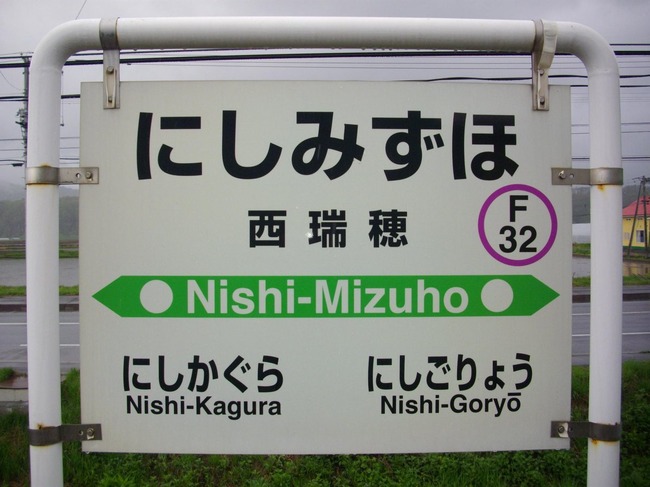 にしみずほ
西瑞穂
F
32
Nishi-Mizuho
にしかぐら
Nishi-Kagura
にしごりょう
Nishi-Goryō